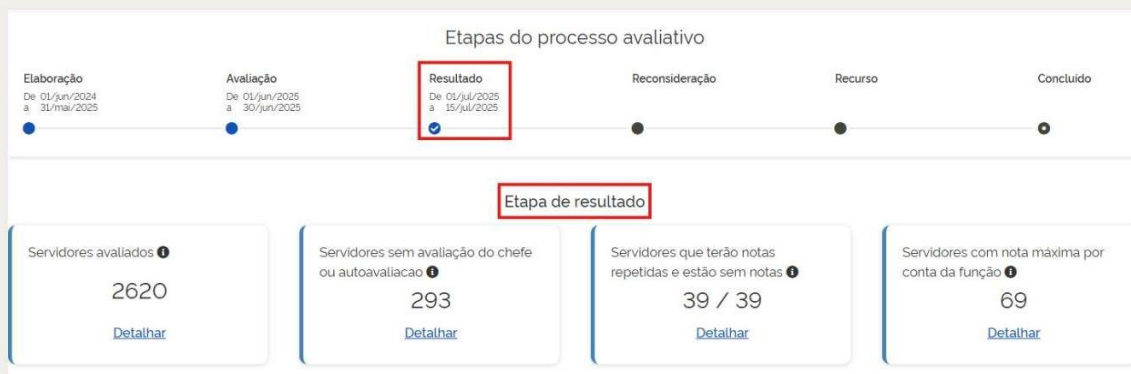 Etapas do processo avaliativo
Elaboração
De 01/jun/2024
a 31/mai/2025
Avaliação
De 01/jun/2025
a 30/jun/2025
Resultado
De 01/jul/2025
a 15/jul/2025
Reconsideração
Recurso
Concluído
Etapa de resultado
Servidores avaliados
2620
Detalhar
Servidores sem avaliação do chefe
ou autoavaliacao
293
Detalhar
Servidores que terão notas
repetidas e estão sem notas
39 / 39
Detalhar
Servidores com nota máxima por
conta da função
69
Detalhar